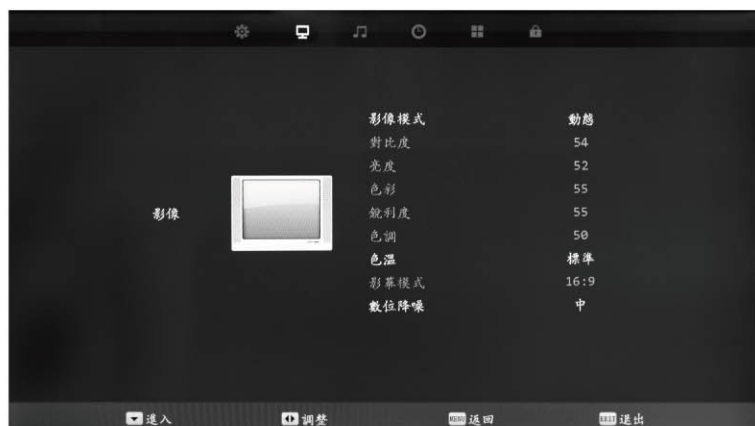 影像
影像模式 動態
對比度 54
亮度 52
色彩 55
銳利度 55
色調 50
色溫 標準
影幕模式 16:9
數位降噪 中
進入 調整 MENU 返回 EXIT 退出